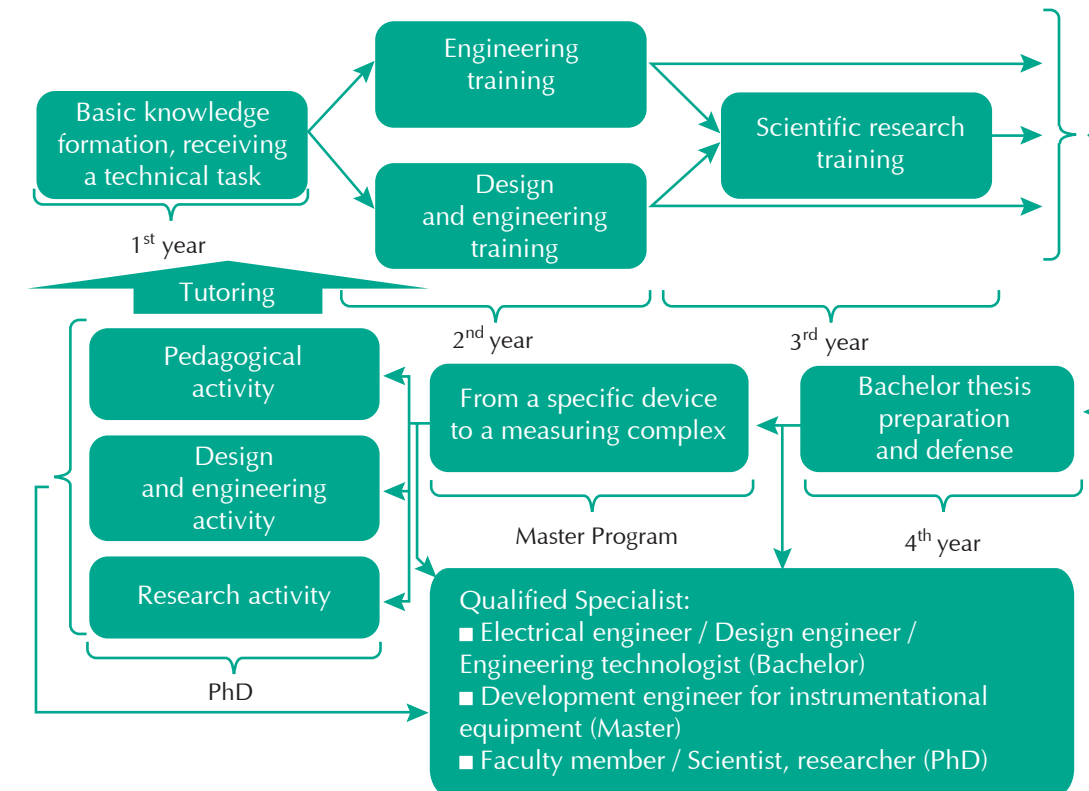 Engineering
training
Basic knowledge
formation, receiving
a technical task
Scientific research
training
Design
and engineering
training
1st year
Tutoring
2nd year
3rd year
Pedagogical
activity
From a specific device
to a measuring complex
Bachelor thesis
preparation
and defense
Design
and engineering
activity
Master Program
4th year
Research activity
PhD
Qualified Specialist:
■ Electrical engineer / Design engineer /
Engineering technologist (Bachelor)
■ Development engineer for instrumentational
equipment (Master)
■ Faculty member / Scientist, researcher (PhD)